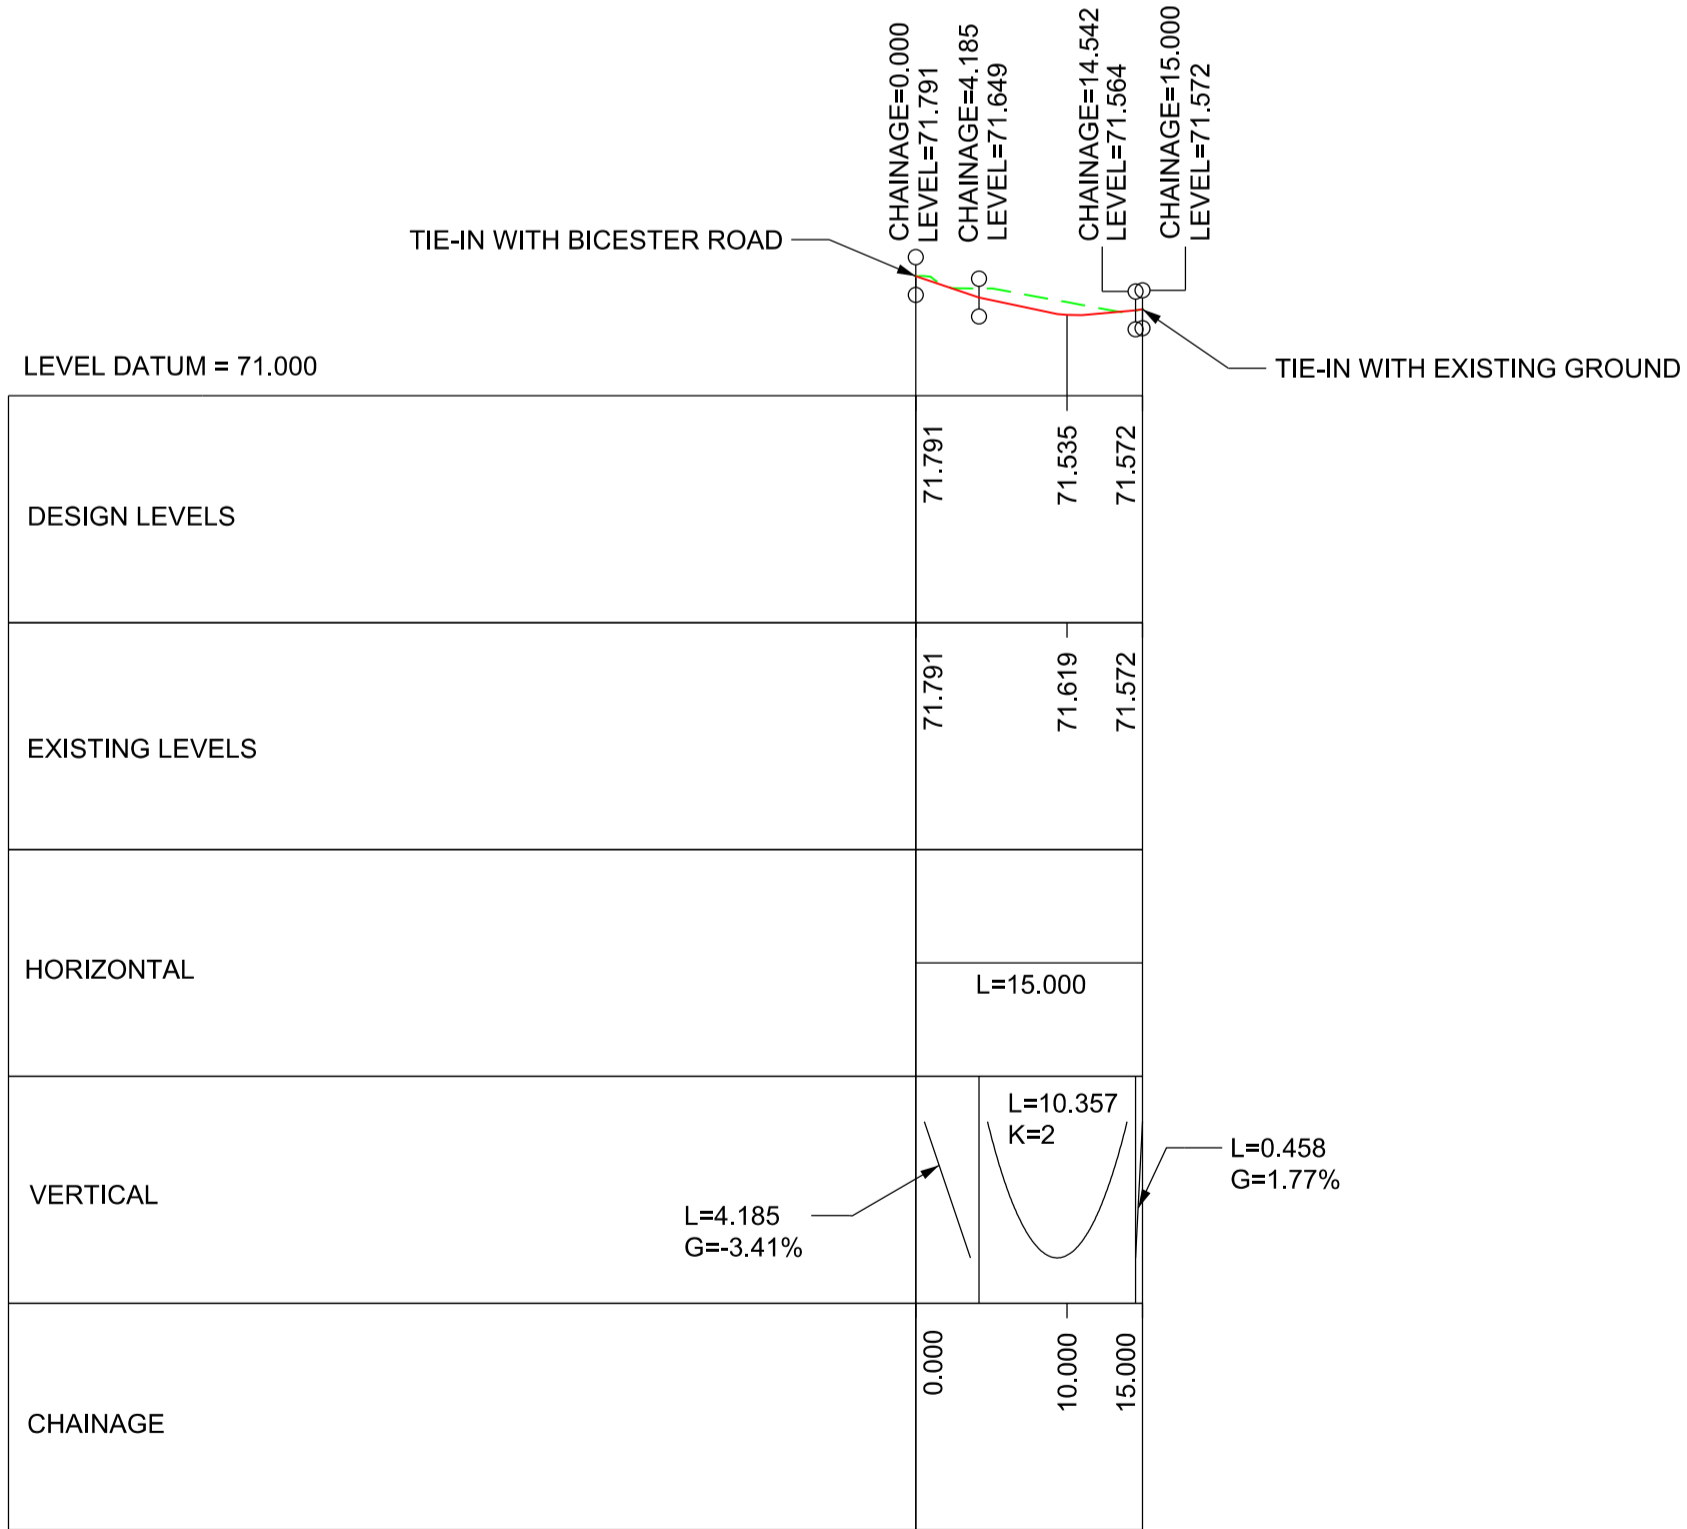 CHAINAGE=0.000
LEVEL=71.791
CHAINAGE=4.185
LEVEL=71.649
CHAINAGE=14.542
LEVEL=71.564
CHAINAGE=15.000
LEVEL=71.572
TIE-IN WITH BICESTER ROAD
TIE-IN WITH EXISTING GROUND
LEVEL DATUM = 71.000
DESIGN LEVELS
71.791
71.535
71.572
EXISTING LEVELS
71.791
71.619
71.572
HORIZONTAL
L=15.000
VERTICAL
L=4.185
G=-3.41%
L=10.357
K=2
L=0.458
G=1.77%
CHAINAGE
0.000
10.000
15.000